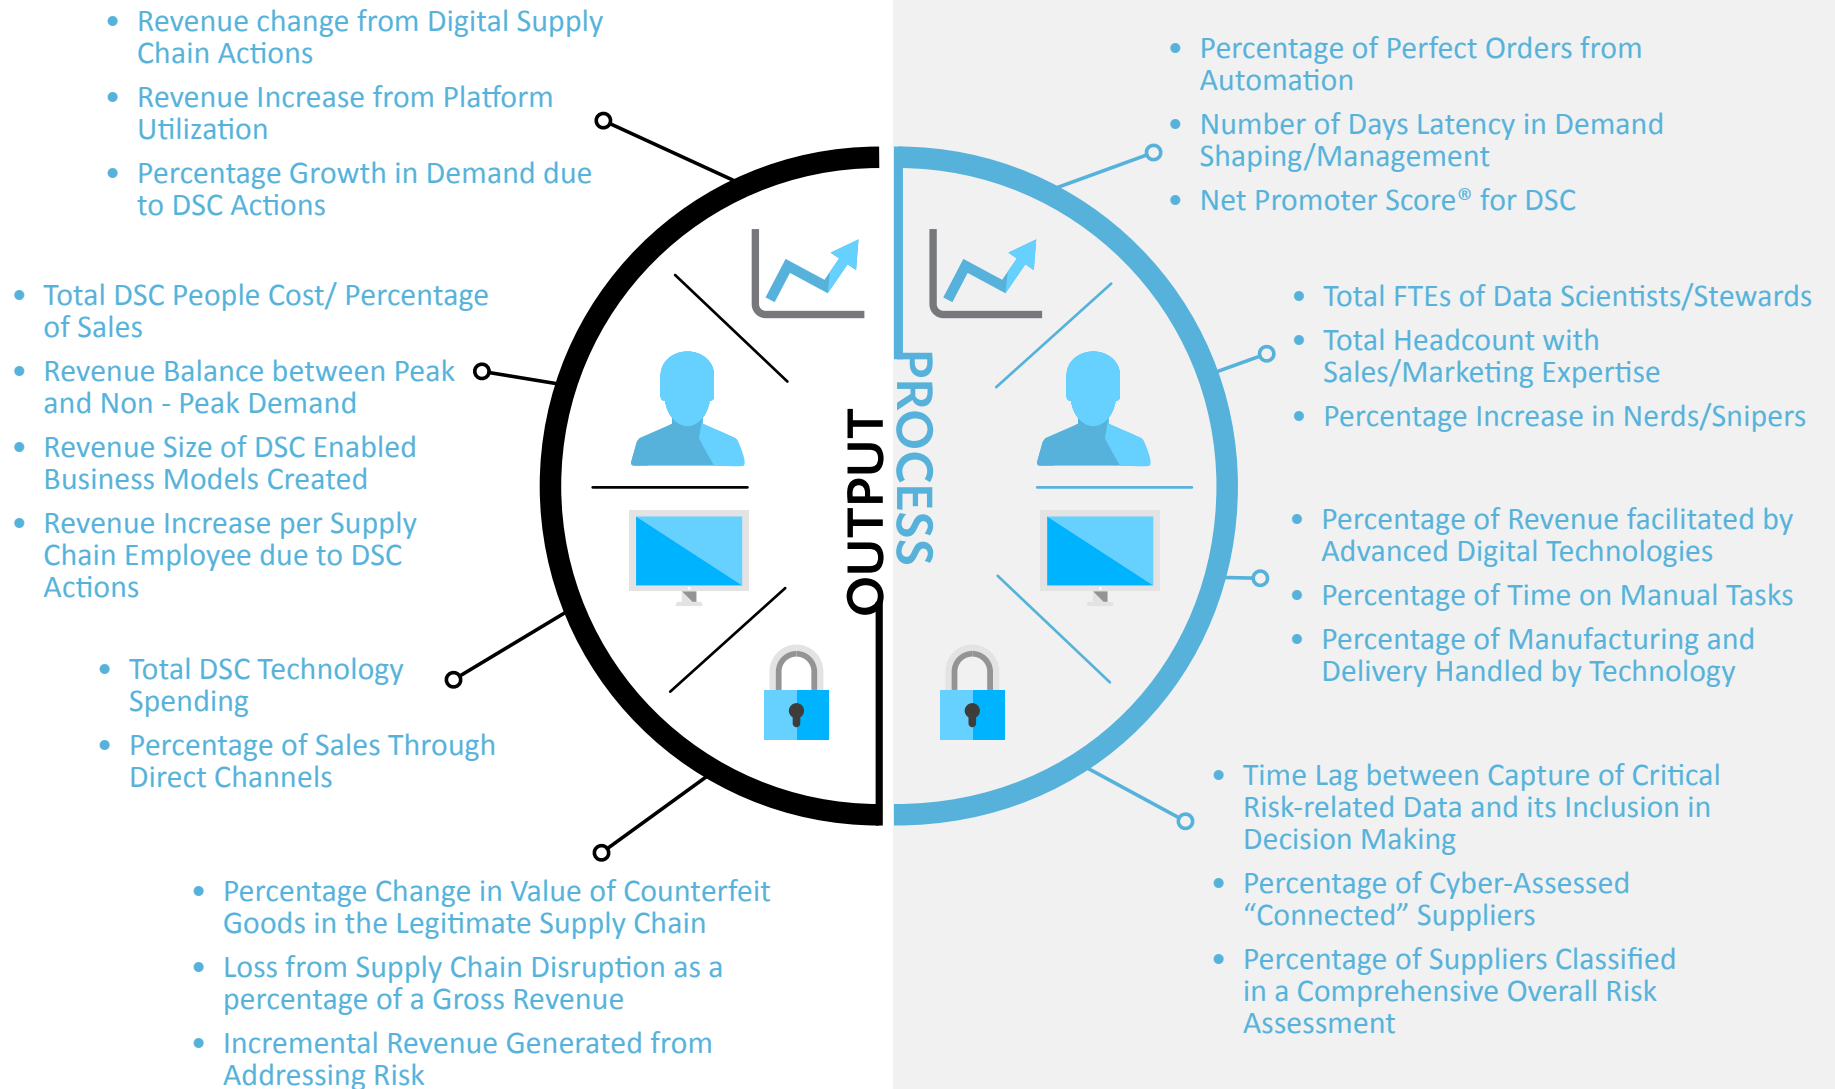 • Revenue change from Digital Supply
Chain Actions
• Revenue Increase from Platform
Utilization
• Percentage Growth in Demand due
to DSC Actions
• Total DSC People Cost/ Percentage
of Sales
• Revenue Balance between Peak
and Non - Peak Demand
• Revenue Size of DSC Enabled
Business Models Created
• Revenue Increase per Supply
Chain Employee due to DSC
Actions
• Total DSC Technology
Spending
• Percentage of Sales Through
Direct Channels
• Percentage Change in Value of Counterfeit
Goods in the Legitimate Supply Chain
• Loss from Supply Chain Disruption as a
percentage of a Gross Revenue
• Incremental Revenue Generated from
Addressing Risk
OUTPUT
PROCESS
• Percentage of Perfect Orders from
Automation
• Number of Days Latency in Demand
Shaping/Management
• Net Promoter Score® for DSC
• Total FTEs of Data Scientists/Stewards
• Total Headcount with
Sales/Marketing Expertise
• Percentage Increase in Nerds/Snipers
• Percentage of Revenue facilitated by
Advanced Digital Technologies
• Percentage of Time on Manual Tasks
• Percentage of Manufacturing and
Delivery Handled by Technology
• Time Lag between Capture of Critical
Risk-related Data and its Inclusion in
Decision Making
• Percentage of Cyber-Assessed
“Connected” Suppliers
• Percentage of Suppliers Classified
in a Comprehensive Overall Risk
Assessment